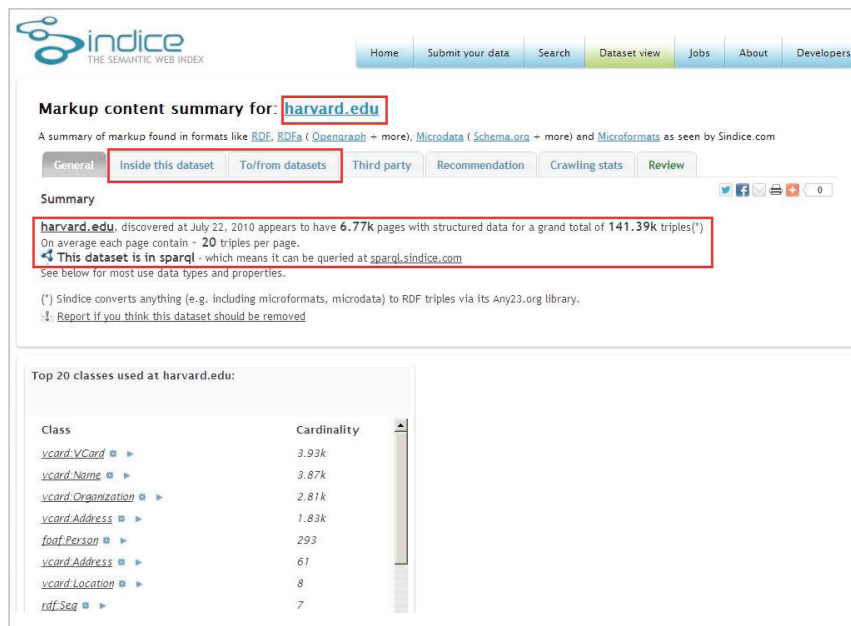 Sindice
THE SEMANTIC WEB INDEX
Home Submit your data Search Dataset view Jobs About Developers
Markup content summary for: harvard.edu
A summary of markup found in formats like RDF, RDFa ( Opengraph + more), Microdata ( Schema.org + more) and Microformats as seen by Sindice.com
General Inside this dataset To/from datasets Third party Recommendation Crawling stats Review
Summary
0
harvard.edu, discovered at July 22, 2010 appears to have 6.77k pages with structured data for a grand total of 141.39k triples(*)
On average each page contain ~ 20 triples per page.
This dataset is in sparql - which means it can be queried at sparql.sindice.com
See below for most use data types and properties.
(*) Sindice converts anything (e.g. including microformats, microdata) to RDF triples via its Any23.org library.
! Report if you think this dataset should be removed
Top 20 classes used at harvard.edu:
Class Cardinality
vcard:VCard 3.93k
vcard:Name 3.87k
vcard:Organization 2.81k
vcard:Address 1.83k
foaf:Person 293
vcard:Address 61
vcard:Location 8
rdf:Seq 7